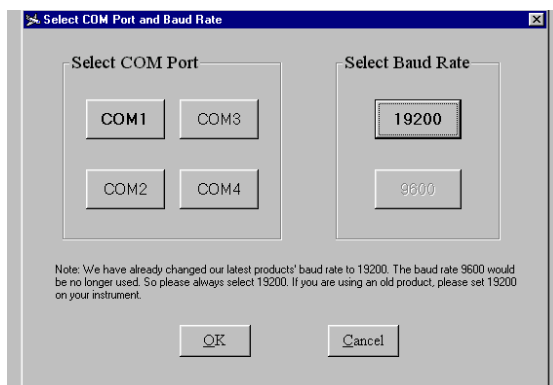 Select COM Port and Baud Rate
Select COM Port
Select Baud Rate
COM1
COM3
19200
COM2
COM4
9600
Note: We have already changed our latest products' baud rate to 19200. The baud rate 9600 would
be no longer used. So please always select 19200. If you are using an old product, please set 19200
on your instrument.
OK
Cancel